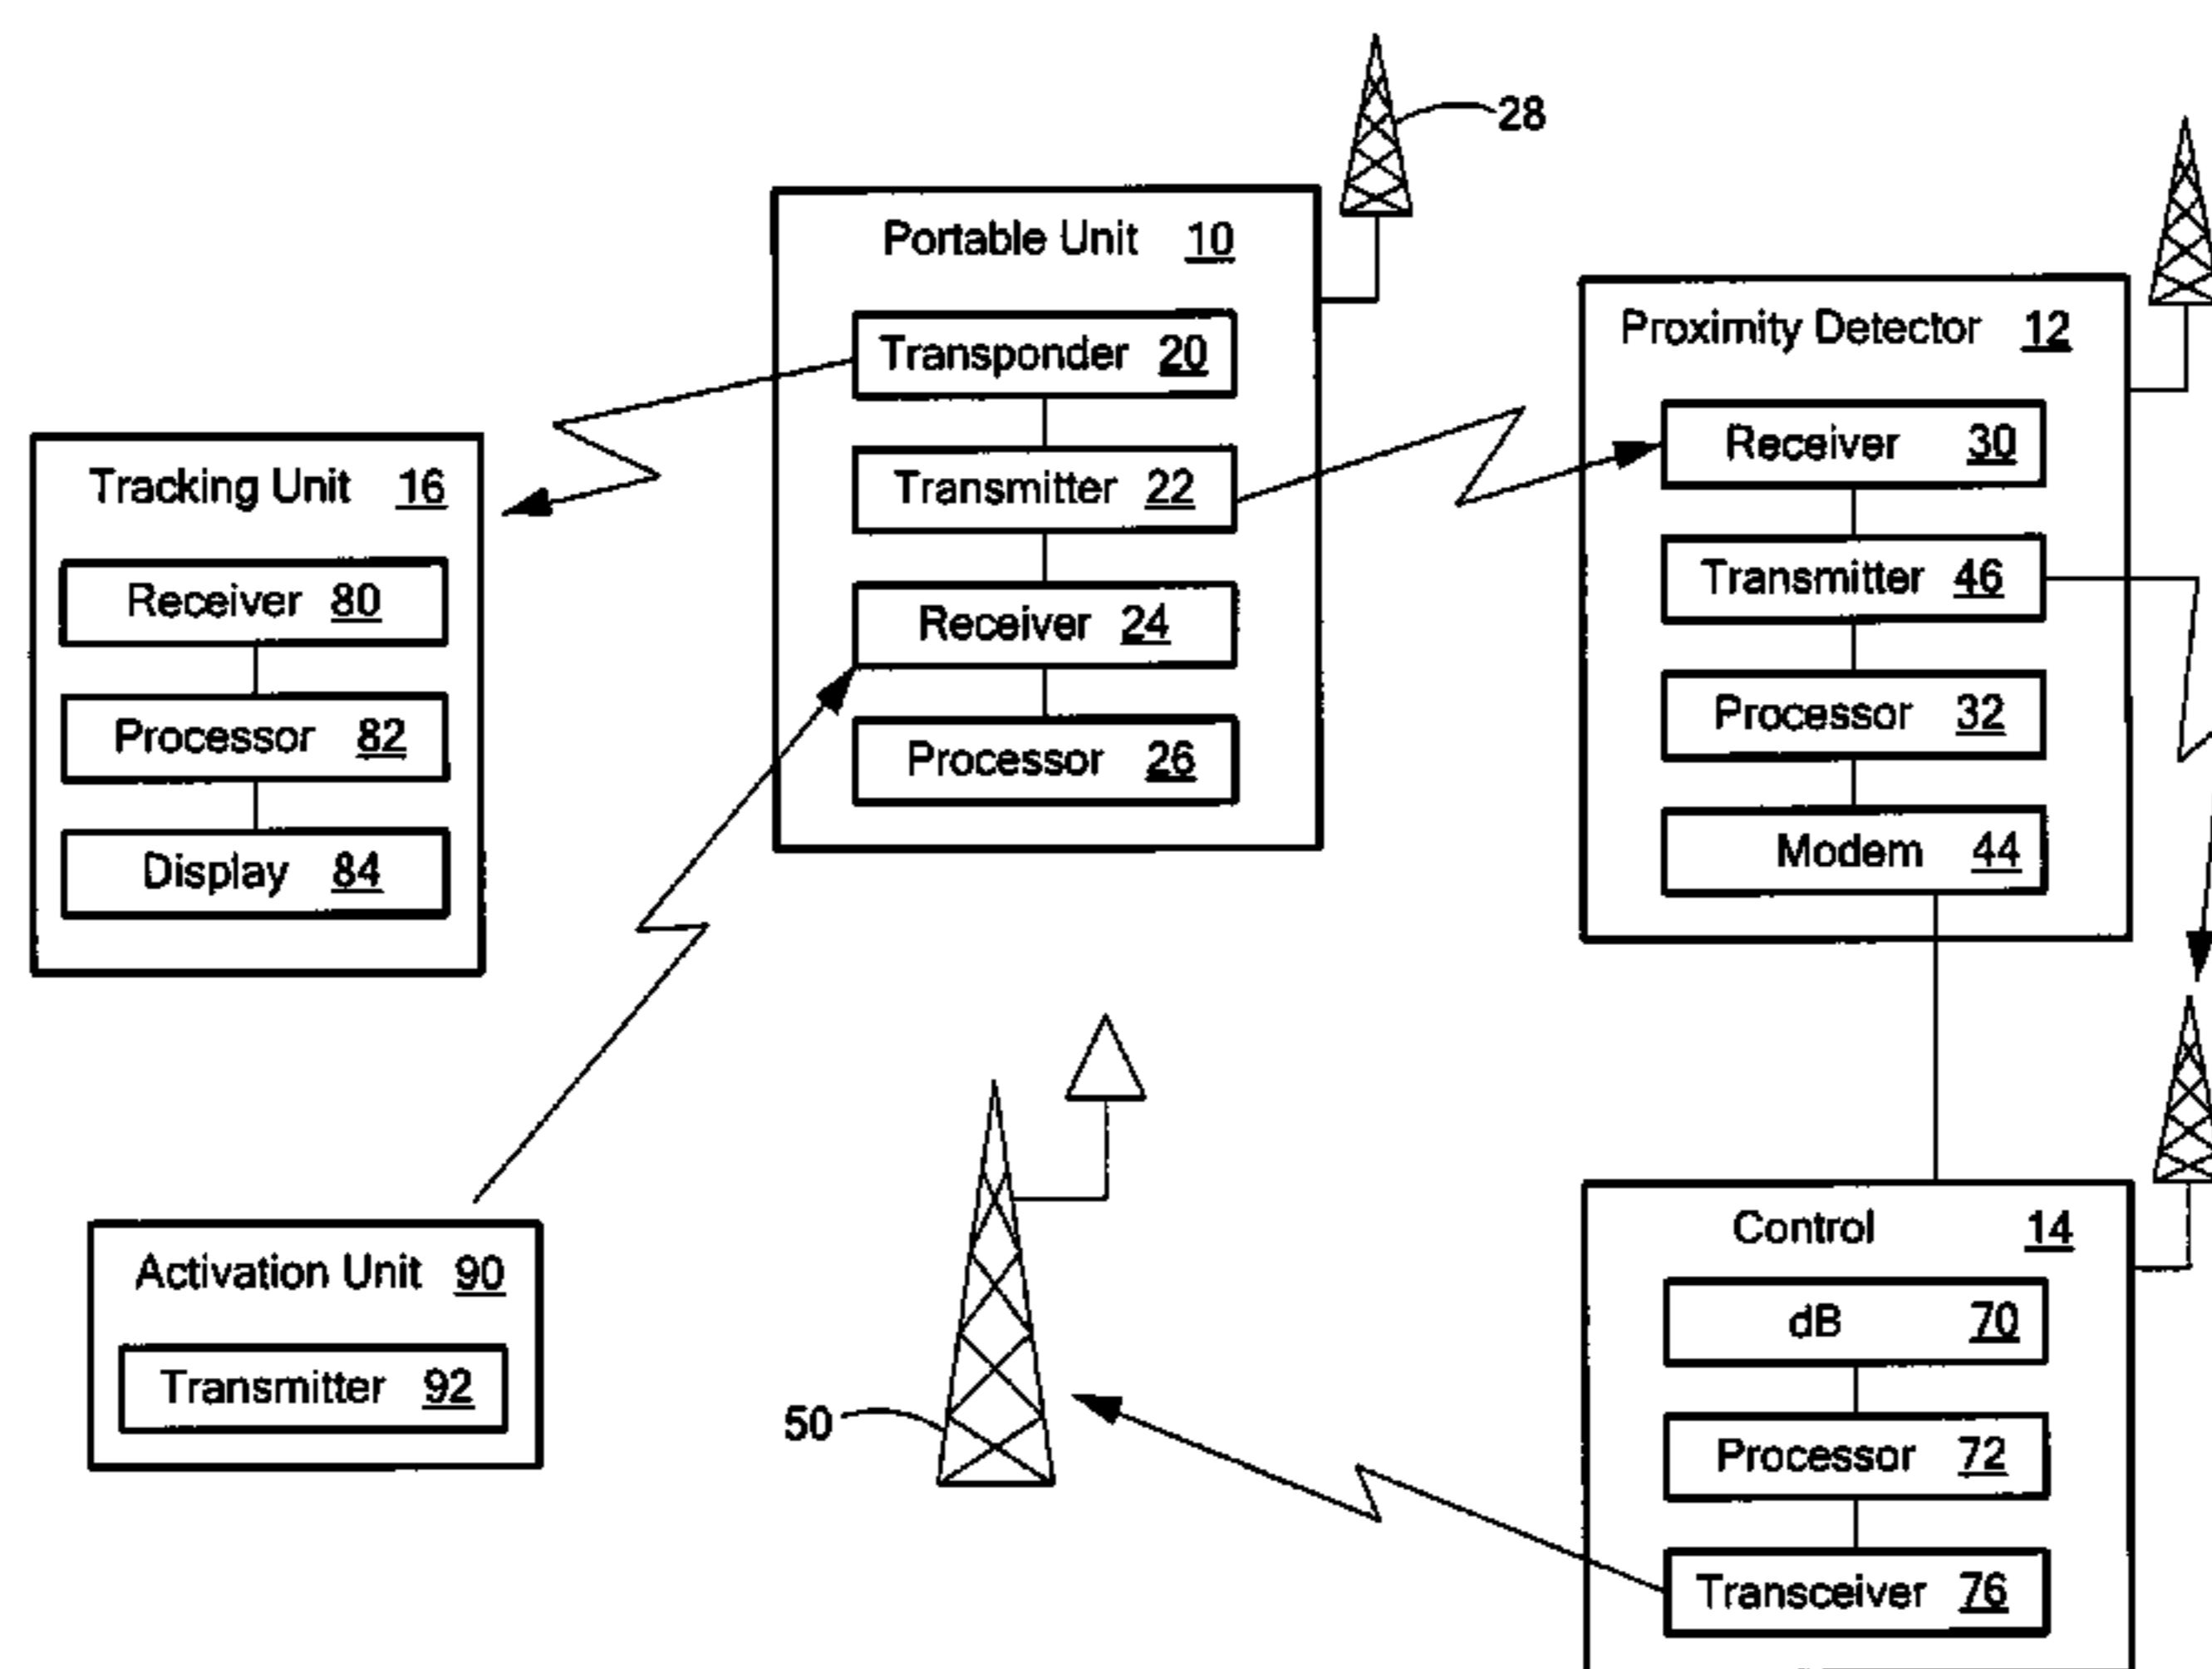 28
Portable Unit 10
Transponder 20
Transmitter 22
Receiver 24
Processor 26
Proximity Detector 12
Receiver 30
Transmitter 46
Processor 32
Modem 44
Tracking Unit 16
Receiver 80
Processor 82
Display 84
Activation Unit 90
Transmitter 92
50
Control 14
dB 70
Processor 72
Transceiver 76